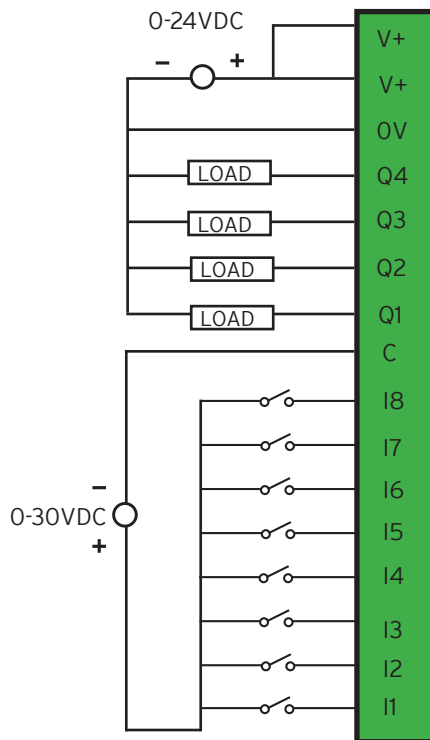 0-24VDC
− +
V+
V+
0V
LOAD Q4
LOAD Q3
LOAD Q2
LOAD Q1
C
I8
I7
I6
−
0-30VDC
+
I5
I4
I3
I2
I1